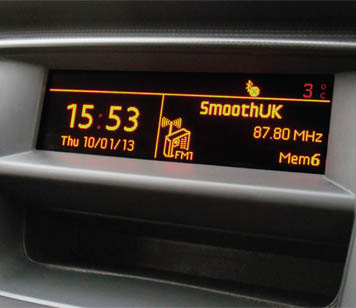 3 °C
15:53
Thu 10/01/13
FM1
SmoothUK
87.80 MHz
Mem6